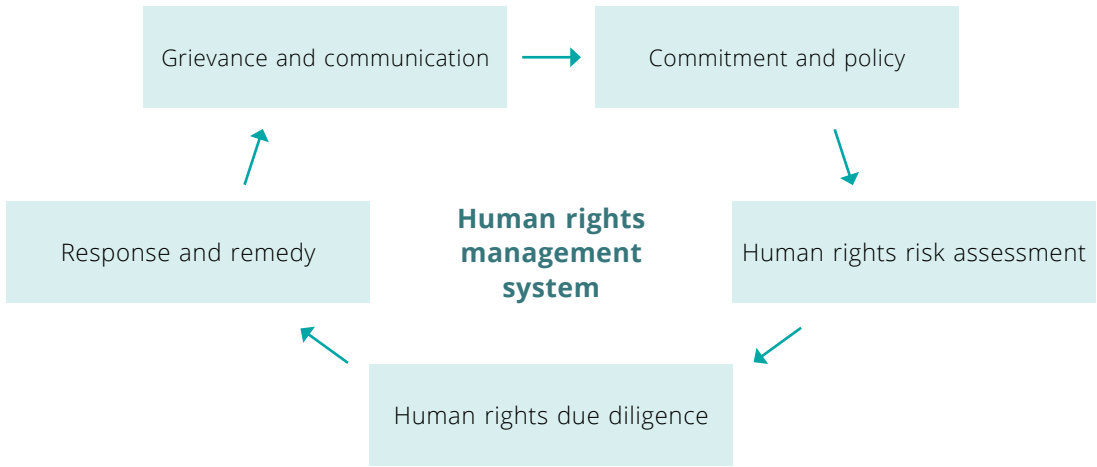 Grievance and communication
Commitment and policy
Human rights
management
system
Response and remedy
Human rights risk assessment
Human rights due diligence